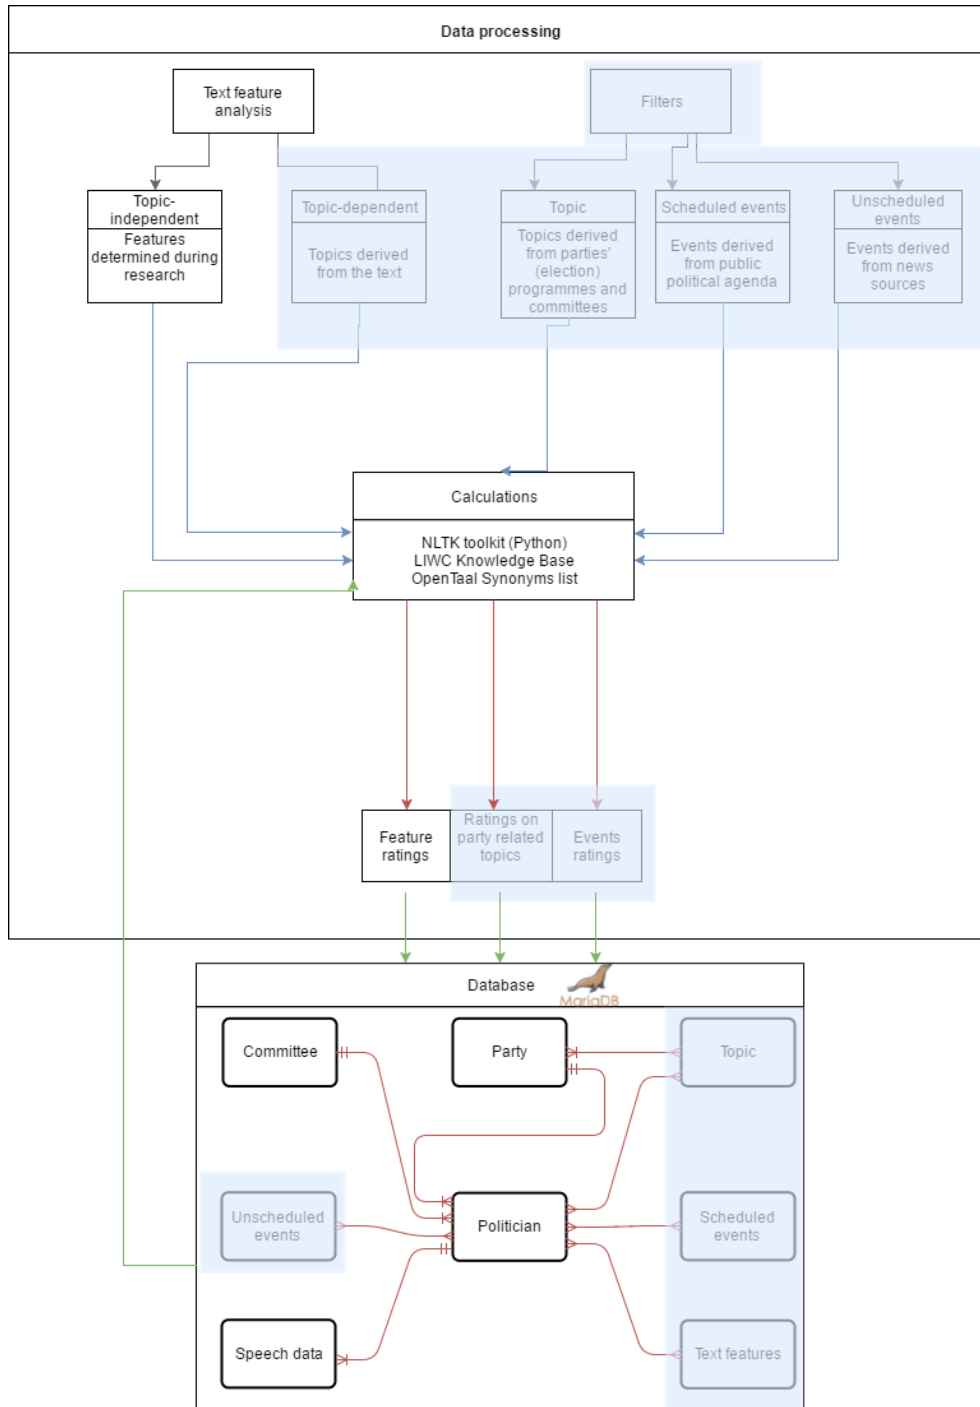 Data processing
Text feature
analysis
Filters
Topic-
independent
Features
determined during
research
Topic-dependent
Topics derived
from the text
Topic
Topics derived
from parties'
(election)
programmes and
committees
Scheduled events
Events derived
from public
political agenda
Unscheduled
events
Events derived
from news
sources
Calculations
NLTK toolkit (Python)
LIWC Knowledge Base
OpenTaal Synonyms list
Feature
ratings
Ratings on
party related
topics
Events
ratings
Database
MariaDB
Committee
Party
Topic
Unscheduled
events
Politician
Scheduled
events
Speech data
Text features